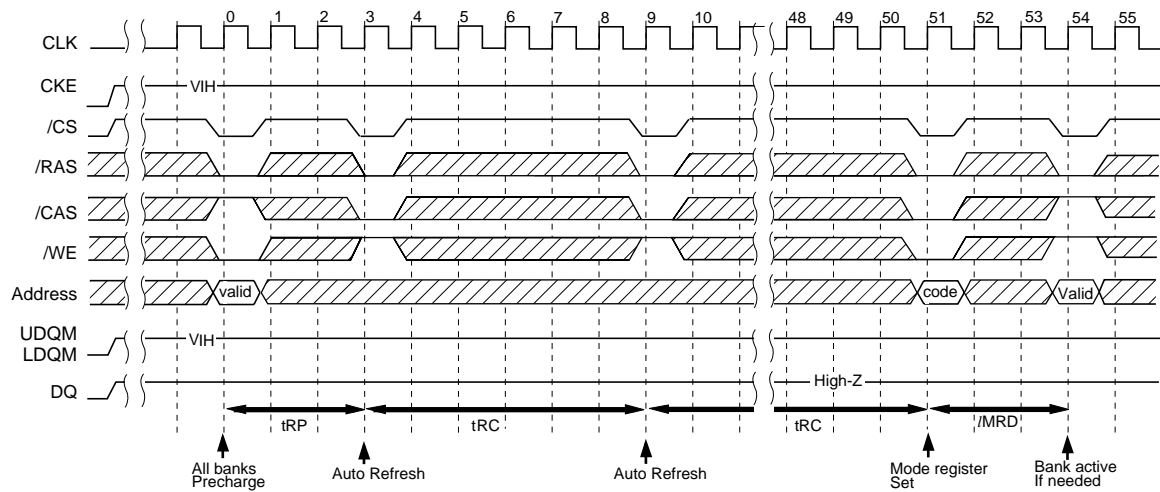 0 1 2 3 4 5 6 7 8 9 10 48 49 50 51 52 53 54 55
CLK
CKE VIH
/CS
/RAS
/CAS
/WE
Address valid code Valid
UDQM VIH
LDQM
DQ High-Z
tRP tRC tRC lMRD
All banks
Precharge
Auto Refresh
Auto Refresh
Mode register
Set
Bank active
If needed